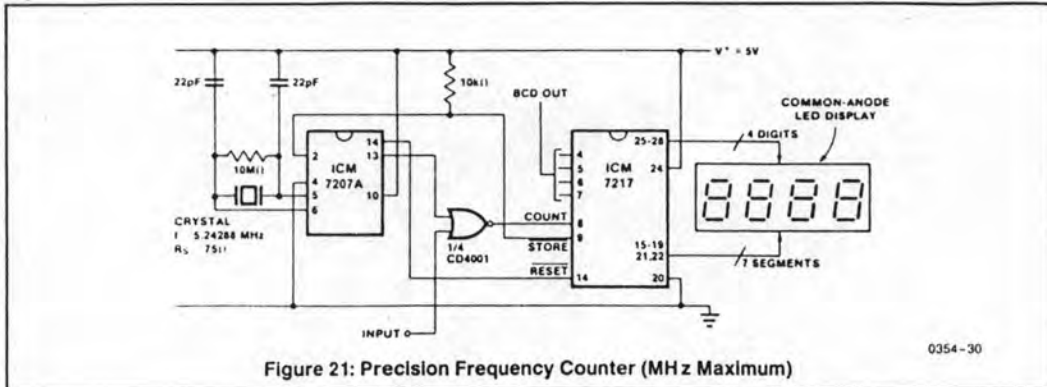 V⁺ = 5V
22pF
22pF
10kΩ
BCD OUT
COMMON-ANODE
LED DISPLAY
4 DIGITS
10MΩ
2
4
5
6
14
13
10
ICM
7207A
4
5
6
7
8
9
14
ICM
7217
25-28
24
15-19
21,22
20
CRYSTAL
f 5.24288 MHz
RS 75Ω
1/4
CD4001
COUNT
STORE
RESET
7 SEGMENTS
8888
INPUT
0354-30
Figure 21: Precision Frequency Counter (MHz Maximum)